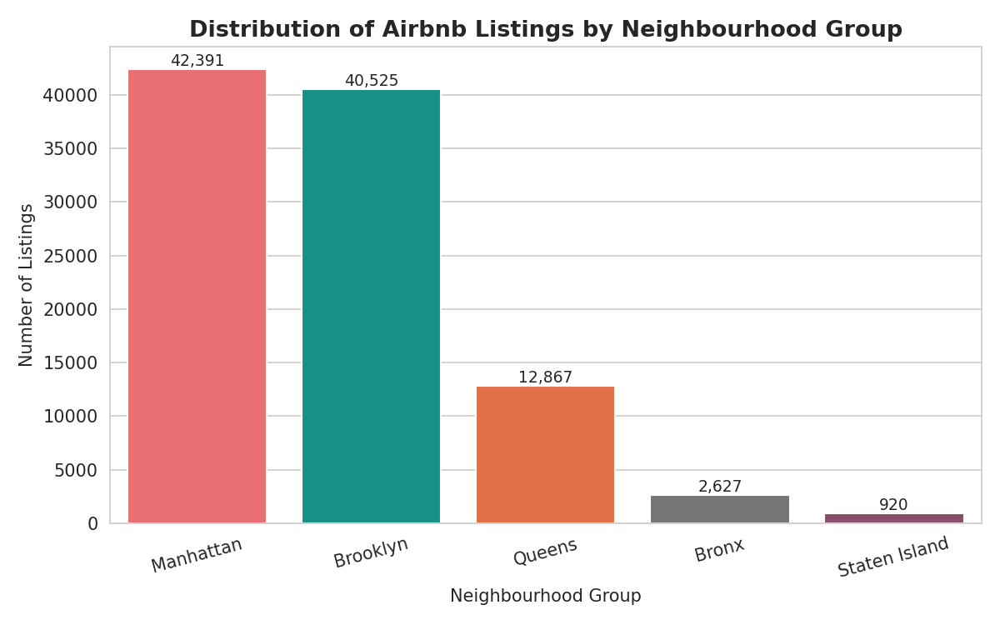 Distribution of Airbnb Listings by Neighbourhood Group
42,391
40,525
12,867
2,627
920
40000
35000
30000
25000
20000
15000
10000
5000
0
Number of Listings
Manhattan
Brooklyn
Queens
Bronx
Staten Island
Neighbourhood Group